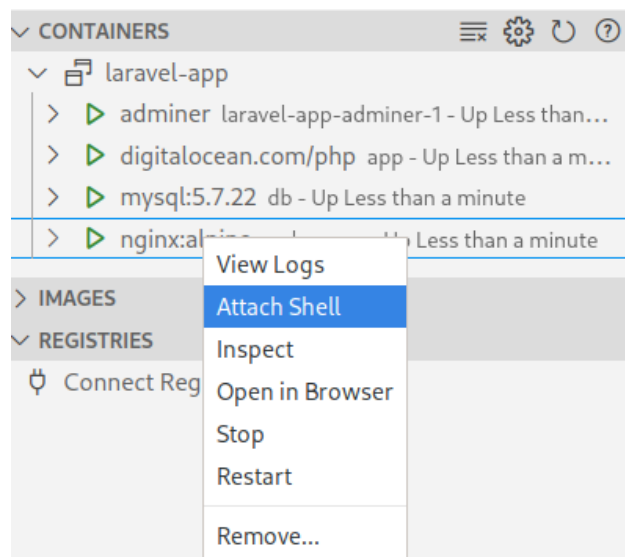 CONTAINERS
laravel-app
adminer laravel-app-adminer-1 - Up Less than...
digitalocean.com/php app - Up Less than a m...
mysql:5.7.22 db - Up Less than a minute
Up Less than a minute
View Logs
IMAGES
Attach Shell
REGISTRIES
Inspect
Connect Reg
Open in Browser
Stop
Restart
Remove...